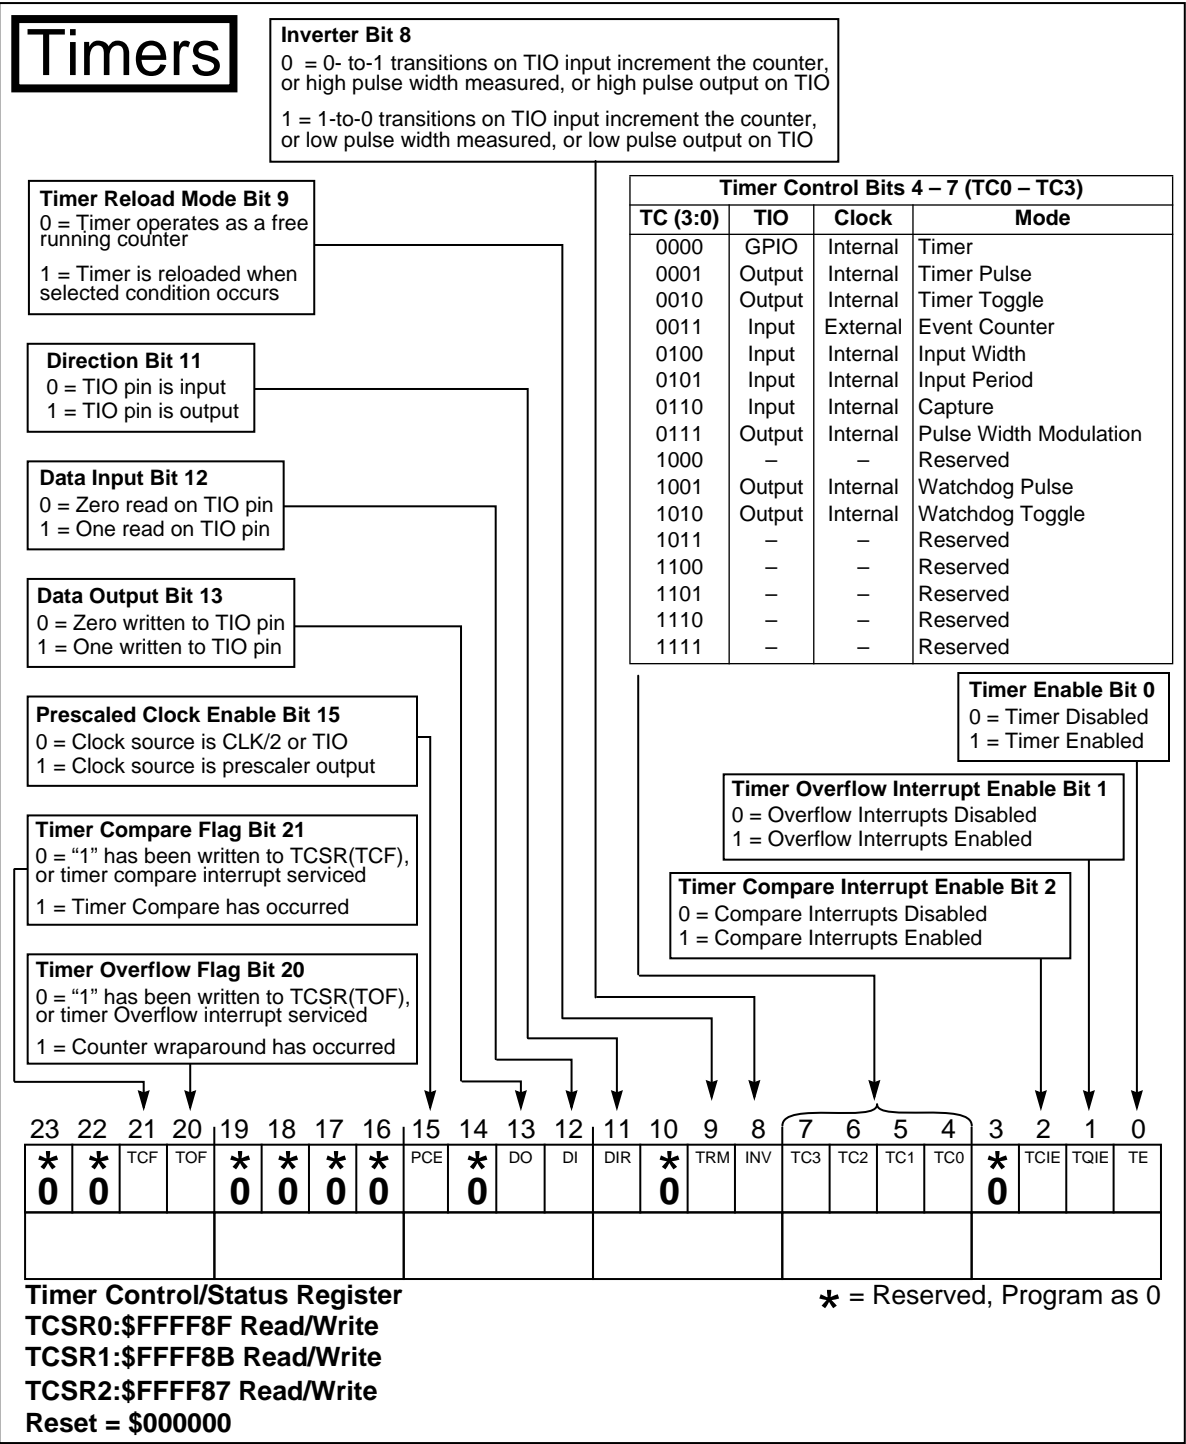 Timers
Inverter Bit 8
0 = 0- to-1 transitions on TIO input increment the counter,
or high pulse width measured, or high pulse output on TIO
1 = 1-to-0 transitions on TIO input increment the counter,
or low pulse width measured, or low pulse output on TIO
Timer Reload Mode Bit 9
0 = Timer operates as a free
running counter
1 = Timer is reloaded when
selected condition occurs
Direction Bit 11
0 = TIO pin is input
1 = TIO pin is output
Data Input Bit 12
0 = Zero read on TIO pin
1 = One read on TIO pin
Data Output Bit 13
0 = Zero written to TIO pin
1 = One written to TIO pin
Prescaled Clock Enable Bit 15
0 = Clock source is CLK/2 or TIO
1 = Clock source is prescaler output
Timer Compare Flag Bit 21
0 = “1” has been written to TCSR(TCF),
or timer compare interrupt serviced
1 = Timer Compare has occurred
Timer Overflow Flag Bit 20
0 = “1” has been written to TCSR(TOF),
or timer Overflow interrupt serviced
1 = Counter wraparound has occurred
Timer Control Bits 4 – 7 (TC0 – TC3)
TC (3:0) TIO Clock Mode
0000 GPIO Internal Timer
0001 Output Internal Timer Pulse
0010 Output Internal Timer Toggle
0011 Input External Event Counter
0100 Input Internal Input Width
0101 Input Internal Input Period
0110 Input Internal Capture
0111 Output Internal Pulse Width Modulation
1000 – – Reserved
1001 Output Internal Watchdog Pulse
1010 Output Internal Watchdog Toggle
1011 – – Reserved
1100 – – Reserved
1101 – – Reserved
1110 – – Reserved
1111 – – Reserved
Timer Enable Bit 0
0 = Timer Disabled
1 = Timer Enabled
Timer Overflow Interrupt Enable Bit 1
0 = Overflow Interrupts Disabled
1 = Overflow Interrupts Enabled
Timer Compare Interrupt Enable Bit 2
0 = Compare Interrupts Disabled
1 = Compare Interrupts Enabled
23 22 21 20 19 18 17 16 15 14 13 12 11 10 9 8 7 6 5 4 3 2 1 0
* * TCF TOF * * * * PCE * DO DI DIR * TRM INV TC3 TC2 TC1 TC0 * TCIE TQIE TE
0 0 0 0 0 0 0 0 0
Timer Control/Status Register
* = Reserved, Program as 0
TCSR0:$FFFF8F Read/Write
TCSR1:$FFFF8B Read/Write
TCSR2:$FFFF87 Read/Write
Reset = $000000